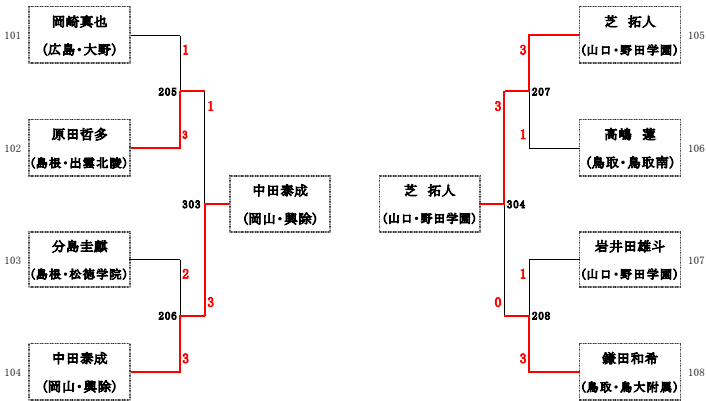 101
岡崎真也
(広島・大野)
1
205
1
102
原田哲多
(島根・出雲北陵)
3
303
中田泰成
(岡山・興除)
103
分島圭麒
(島根・松徳学院)
2
206
3
104
中田泰成
(岡山・興除)
3
芝　拓人
(山口・野田学園)
105
3
207
3
高嶋　蓮
(鳥取・鳥取南)
106
1
芝　拓人
(山口・野田学園)
304
岩井田雄斗
(山口・野田学園)
107
1
208
0
鎌田和希
(鳥取・鳥大附属)
108
3